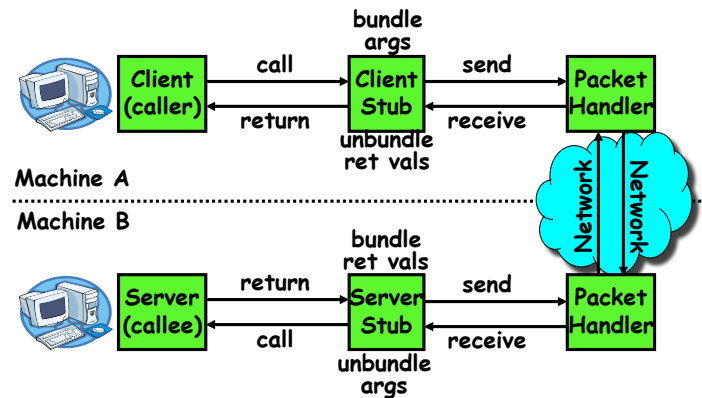 bundle
args
Client
(caller)
call
return
Client
Stub
send
receive
Packet
Handler
unbundle
ret vals
Machine A
Network
Network
Machine B
bundle
ret vals
Server
(callee)
return
call
Server
Stub
send
receive
Packet
Handler
unbundle
args